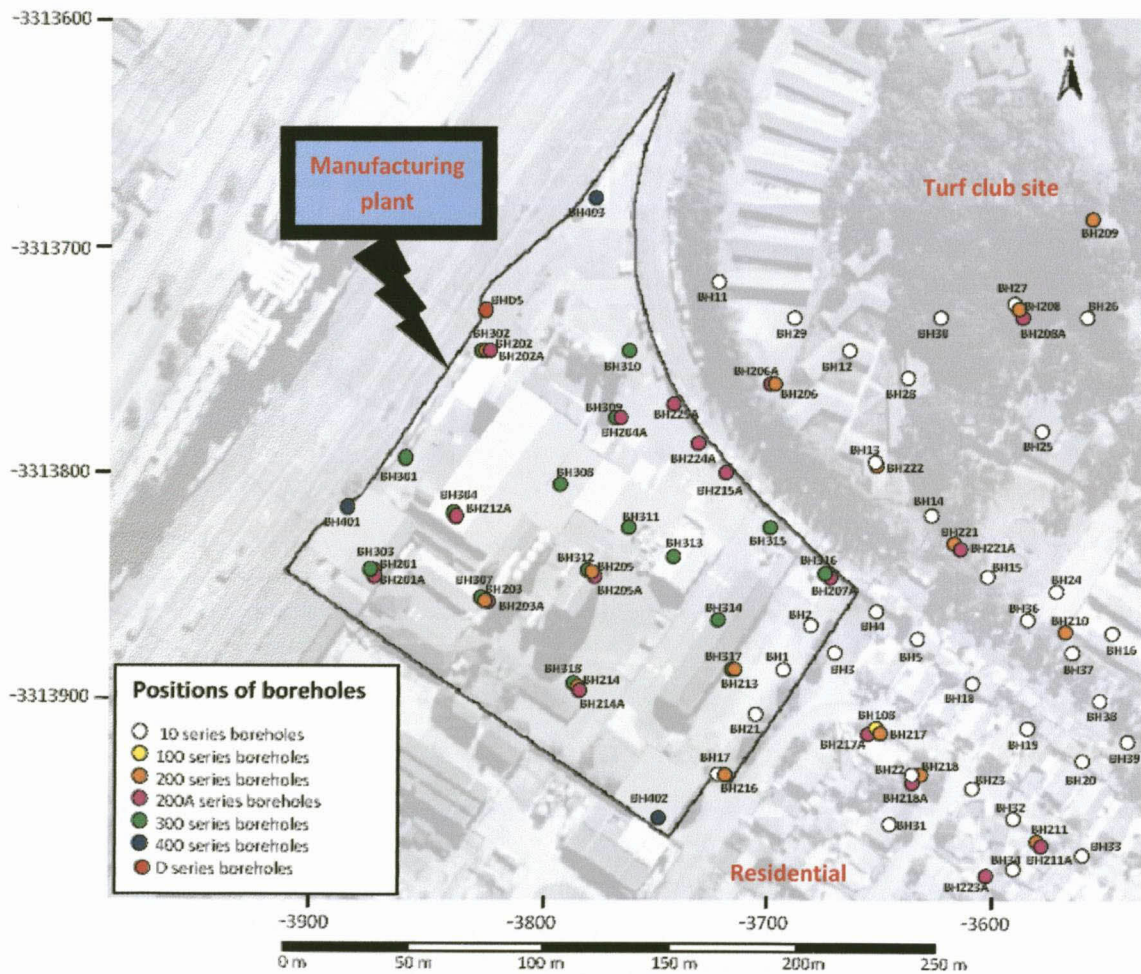 -3313600
N
Manufacturing
plant
Turf club site
BH403
BH209
-3313700
BHD5
BH11
BH27
BH208
BH26
BH302
BH202
BH202A
BH29
BH30
BH208A
BH310
BH12
BH206A
BH206
BH28
BH309
BH204A
BH225A
BH25
BH224A
BH13
BH222
-3313800
BH301
BH308
BH215A
BH304
BH212A
BH14
BH401
BH311
BH315
BH221
BH221A
BH313
BH303
BH201
BH201A
BH312
BH205
BH205A
BH316
BH207A
BH15
BH24
BH307
BH203
BH203A
BH314
BH2
BH4
BH36
BH210
BH16
BH1
BH3
BH5
BH37
BH317
BH213
-3313900
BH318
BH214
BH214A
BH18
BH38
BH21
BH108
BH217
BH217A
BH19
BH39
BH17
BH216
BH22
BH218
BH218A
BH23
BH20
BH402
BH31
BH32
BH211
BH211A
BH33
BH34
BH223A
Residential
Positions of boreholes
10 series boreholes
100 series boreholes
200 series boreholes
200A series boreholes
300 series boreholes
400 series boreholes
D series boreholes
-3900
-3800
-3700
-3600
0 m
50 m
100 m
150 m
200m
250 m